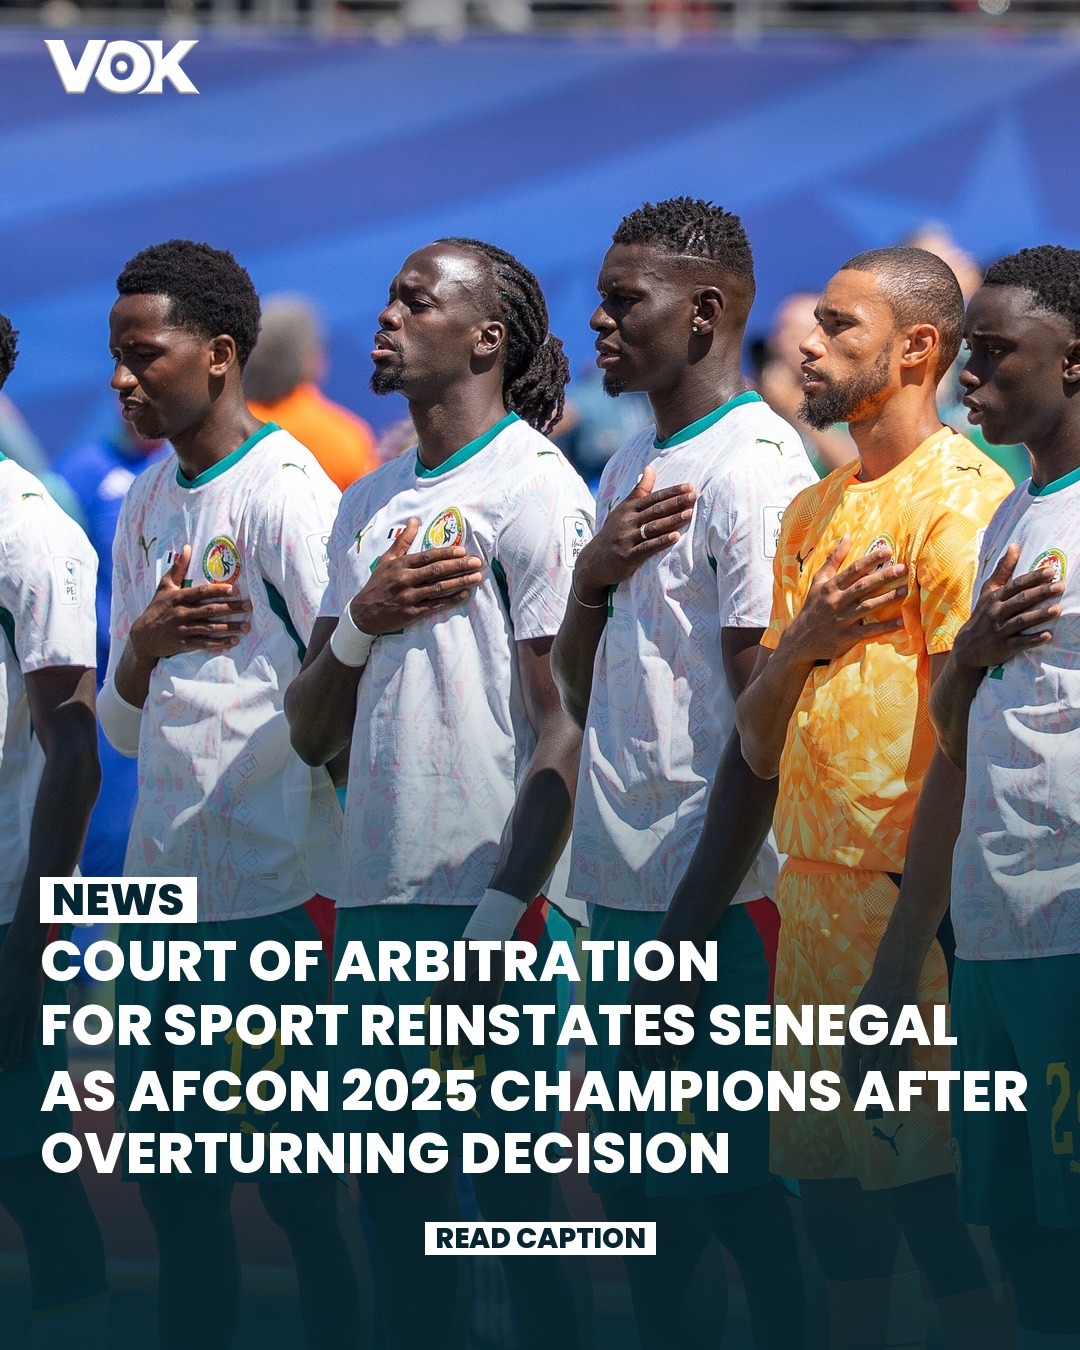 VOK
NEWS
COURT OF ARBITRATION
FOR SPORT REINSTATES SENEGAL
AS AFCON 2025 CHAMPIONS AFTER
OVERTURNING DECISION
READ CAPTION